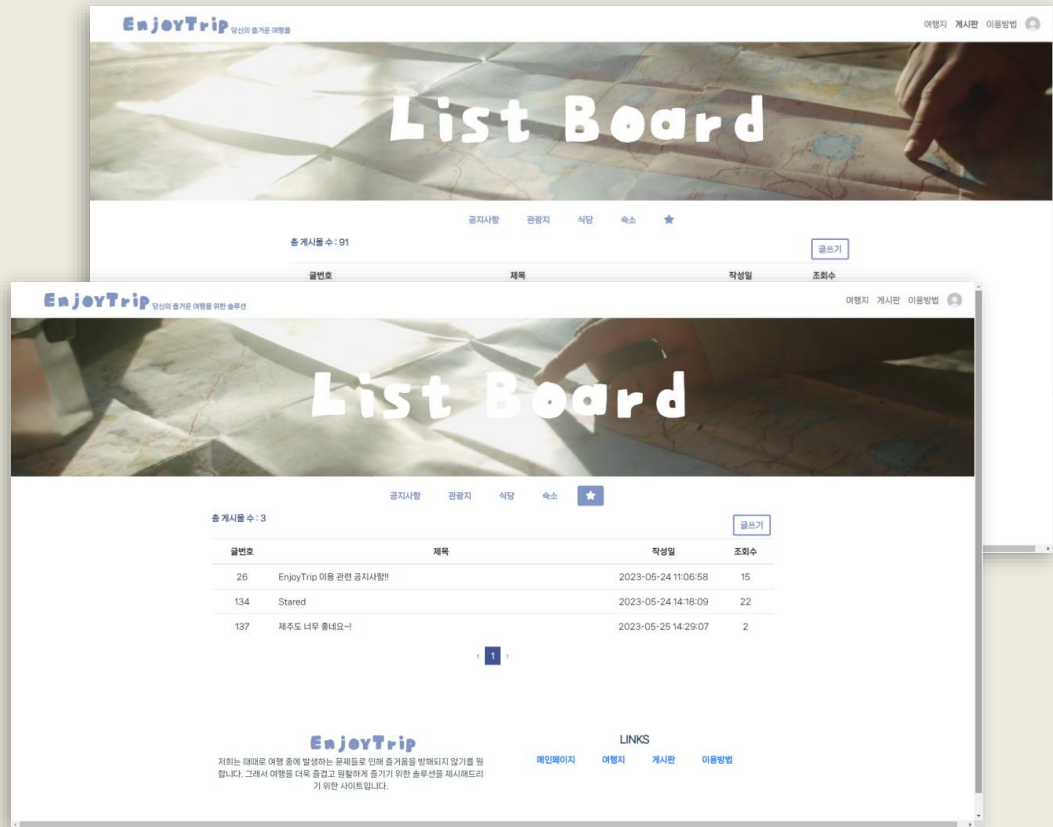 EnjoyTrip 당신의 즐거운 여행을
여행지 게시판 이용방법
List Board
공지사항 관광지 식당 숙소
총 게시물 수 : 91
글쓰기
글번호 제목 작성일 조회수
EnjoyTrip 당신의 즐거운 여행을 위한 솔루션
여행지 게시판 이용방법
List Board
공지사항 관광지 식당 숙소
총 게시물 수 : 3
글쓰기
글번호 제목 작성일 조회수
26 EnjoyTrip 이용 관련 공지사항!! 2023-05-24 11:06:58 15
134 Stared 2023-05-24 14:18:09 22
137 제주도 너무 좋네요~! 2023-05-25 14:29:07 2
‹ 1 ›
EnjoyTrip
저희는 때때로 여행 중에 발생하는 문제들로 인해 즐거움을 방해되지 않기를 원
합니다. 그래서 여행을 더욱 즐겁고 원활하게 즐기기 위한 솔루션을 제시해드리
기 위한 사이트입니다.
LINKS
메인페이지 여행지 게시판 이용방법